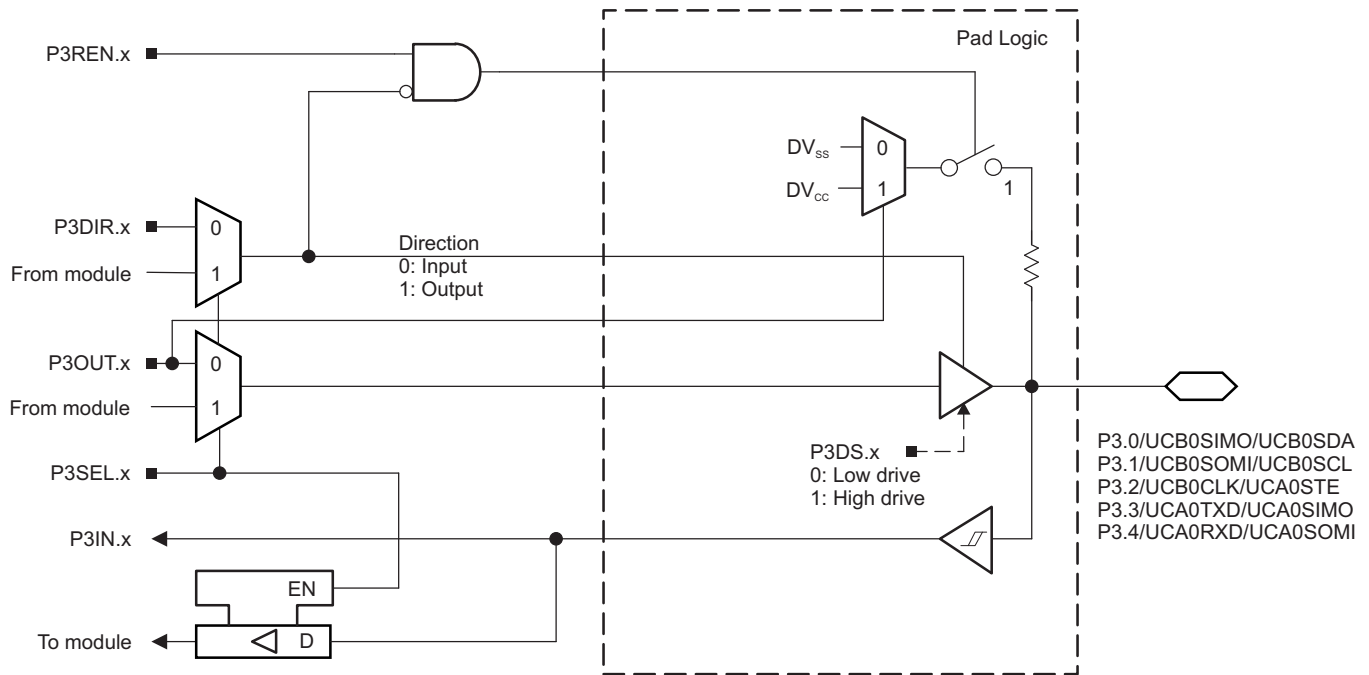 Pad Logic
P3REN.x
DVSS
0
DVCC
1
1
P3DIR.x
0
From module
1
Direction
0: Input
1: Output
P3OUT.x
0
From module
1
P3SEL.x
P3DS.x
0: Low drive
1: High drive
P3.0/UCB0SIMO/UCB0SDA
P3.1/UCB0SOMI/UCB0SCL
P3.2/UCB0CLK/UCA0STE
P3.3/UCA0TXD/UCA0SIMO
P3.4/UCA0RXD/UCA0SOMI
P3IN.x
EN
To module
D